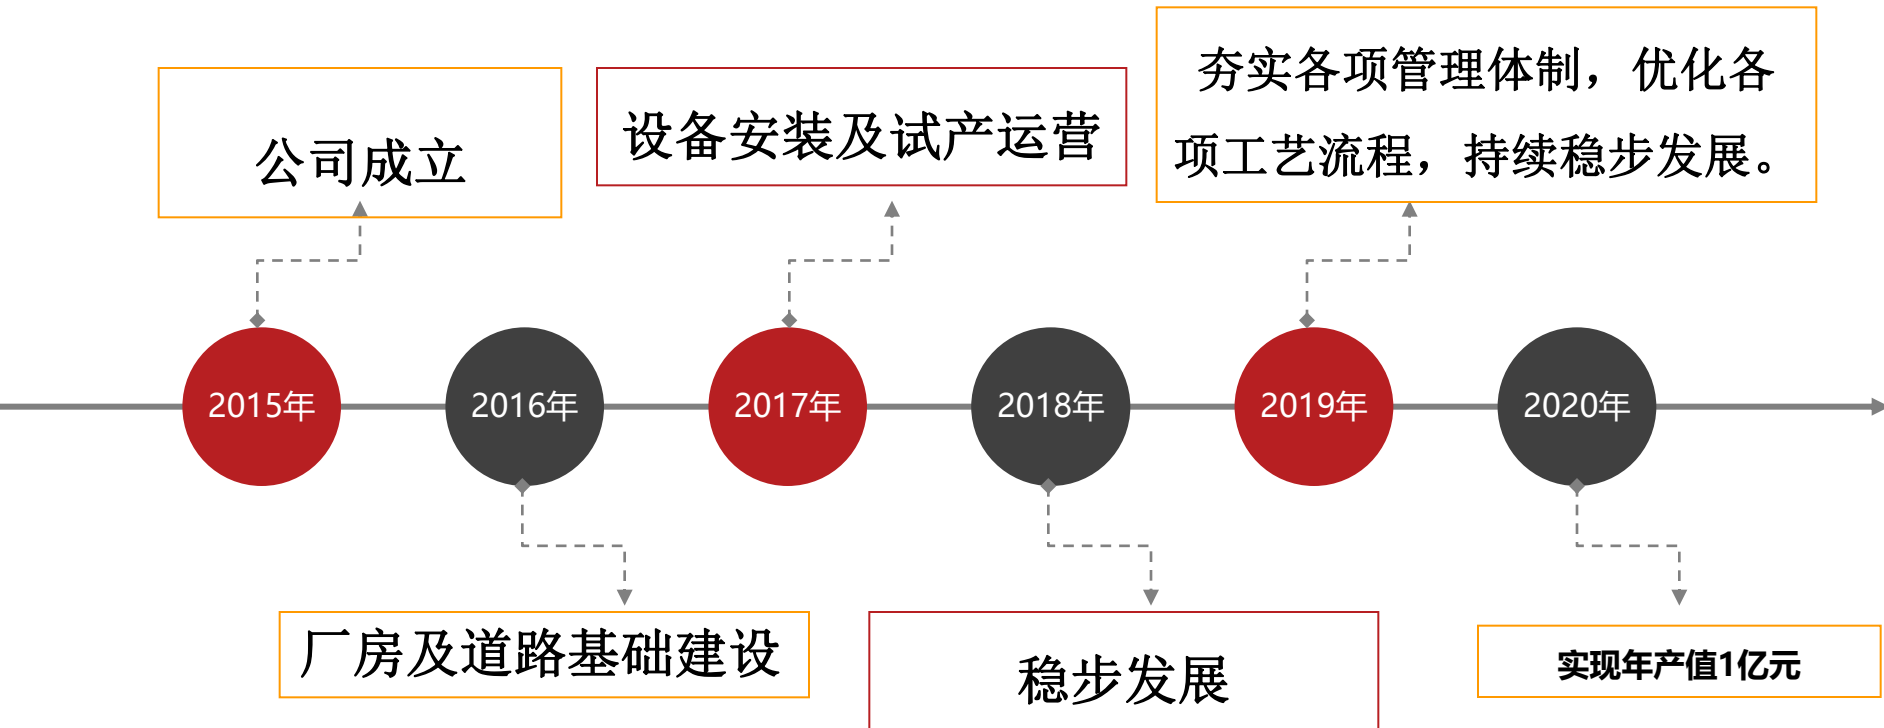 夯实各项管理体制，优化各
项工艺流程，持续稳步发展。
公司成立
设备安装及试产运营
2015年
2016年
2017年
2018年
2019年
2020年
厂房及道路基础建设
稳步发展
实现年产值1亿元